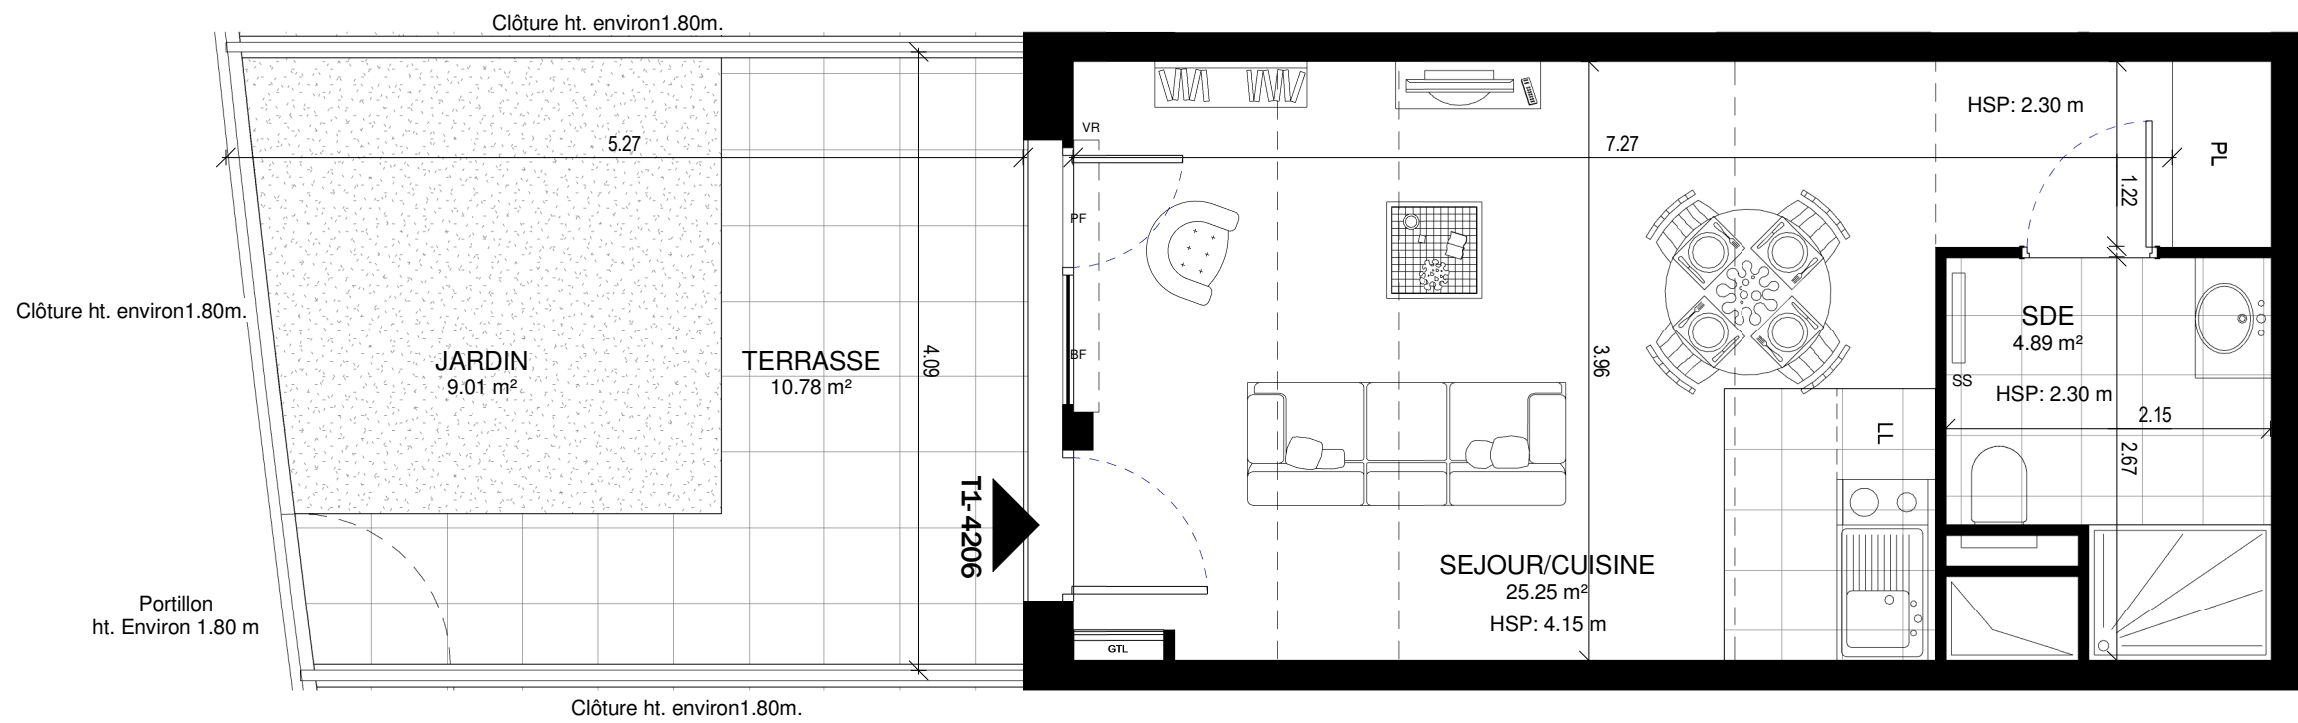 Clôture ht. environ1.80m.
5.27
VR
7.27
HSP: 2.30 m
PL
1.22
PF
Clôture ht. environ1.80m.
JARDIN
9.01 m²
TERRASSE
10.78 m²
4.09
BF
3.96
SDE
4.89 m²
SS
HSP: 2.30 m
2.15
LL
2.67
T1-4206
SEJOUR/CUISINE
25.25 m²
HSP: 4.15 m
Portillon
ht. Environ 1.80 m
GTL
Clôture ht. environ1.80m.